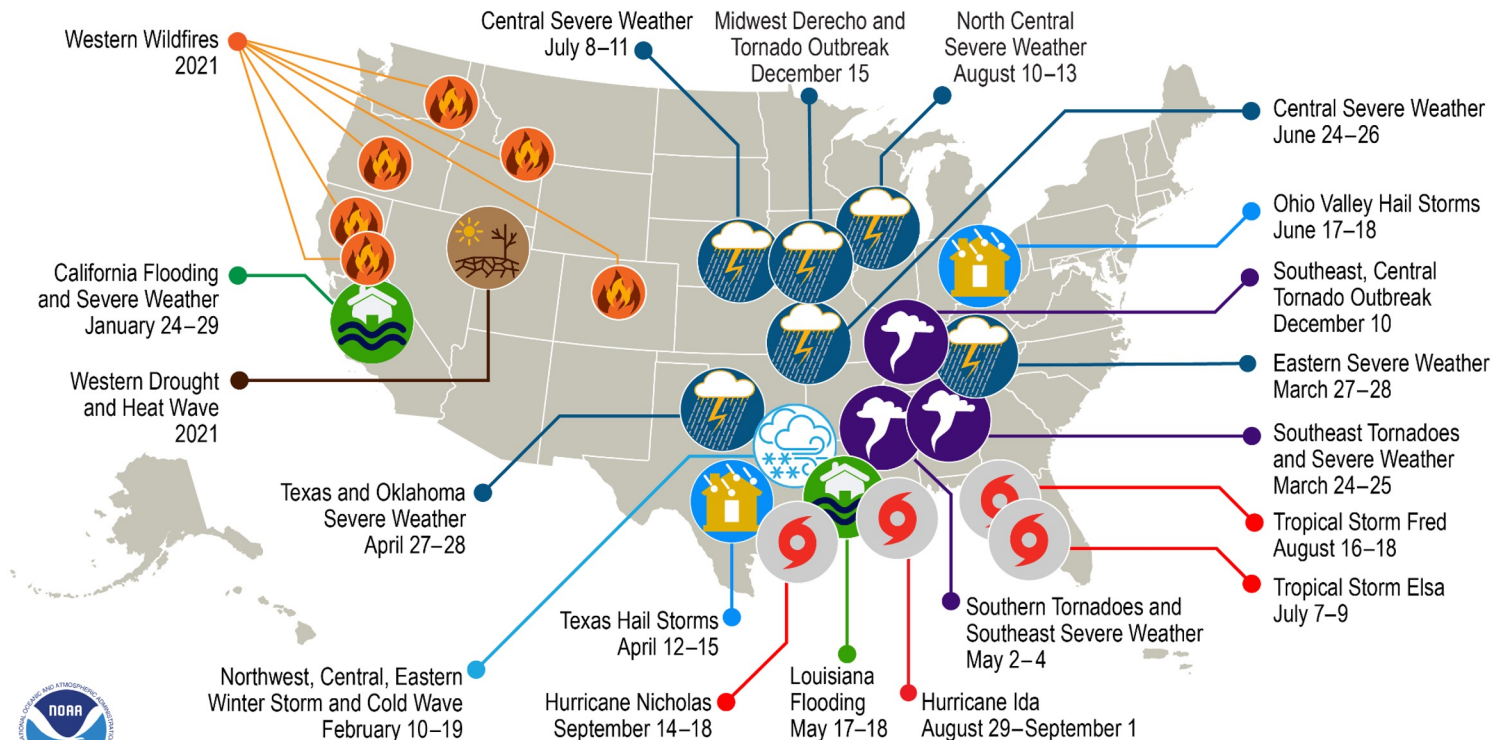 Western Wildfires
2021
Central Severe Weather
July 8–11
Midwest Derecho and
Tornado Outbreak
December 15
North Central
Severe Weather
August 10–13
Central Severe Weather
June 24–26
Ohio Valley Hail Storms
June 17–18
California Flooding
and Severe Weather
January 24–29
Southeast, Central
Tornado Outbreak
December 10
Western Drought
and Heat Wave
2021
Eastern Severe Weather
March 27–28
Southeast Tornadoes
and Severe Weather
March 24–25
Texas and Oklahoma
Severe Weather
April 27–28
Tropical Storm Fred
August 16–18
Tropical Storm Elsa
July 7–9
Texas Hail Storms
April 12–15
Southern Tornadoes and
Southeast Severe Weather
May 2–4
Northwest, Central, Eastern
Winter Storm and Cold Wave
February 10–19
Hurricane Nicholas
September 14–18
Louisiana
Flooding
May 17–18
Hurricane Ida
August 29–September 1
OCEANIC AND ATMOSPHERIC
NOAA